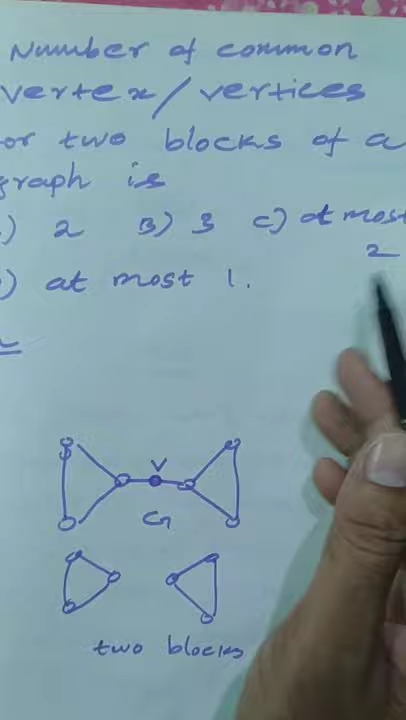 Number of common
vertex/vertices
or two blocks of a
graph is
) 2 B) 3 C) at most
2
) at most 1.
V
G
two blocks